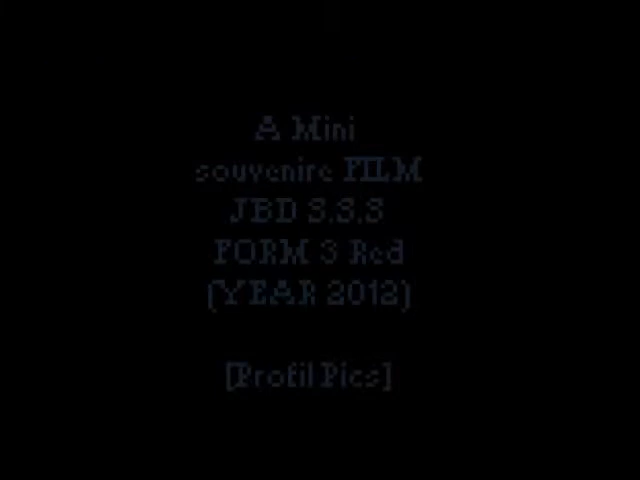 A Mini
souvenire FILM
JBD S.S.S
FORM 3 Red
(YEAR 2012)
[Profil Pics]